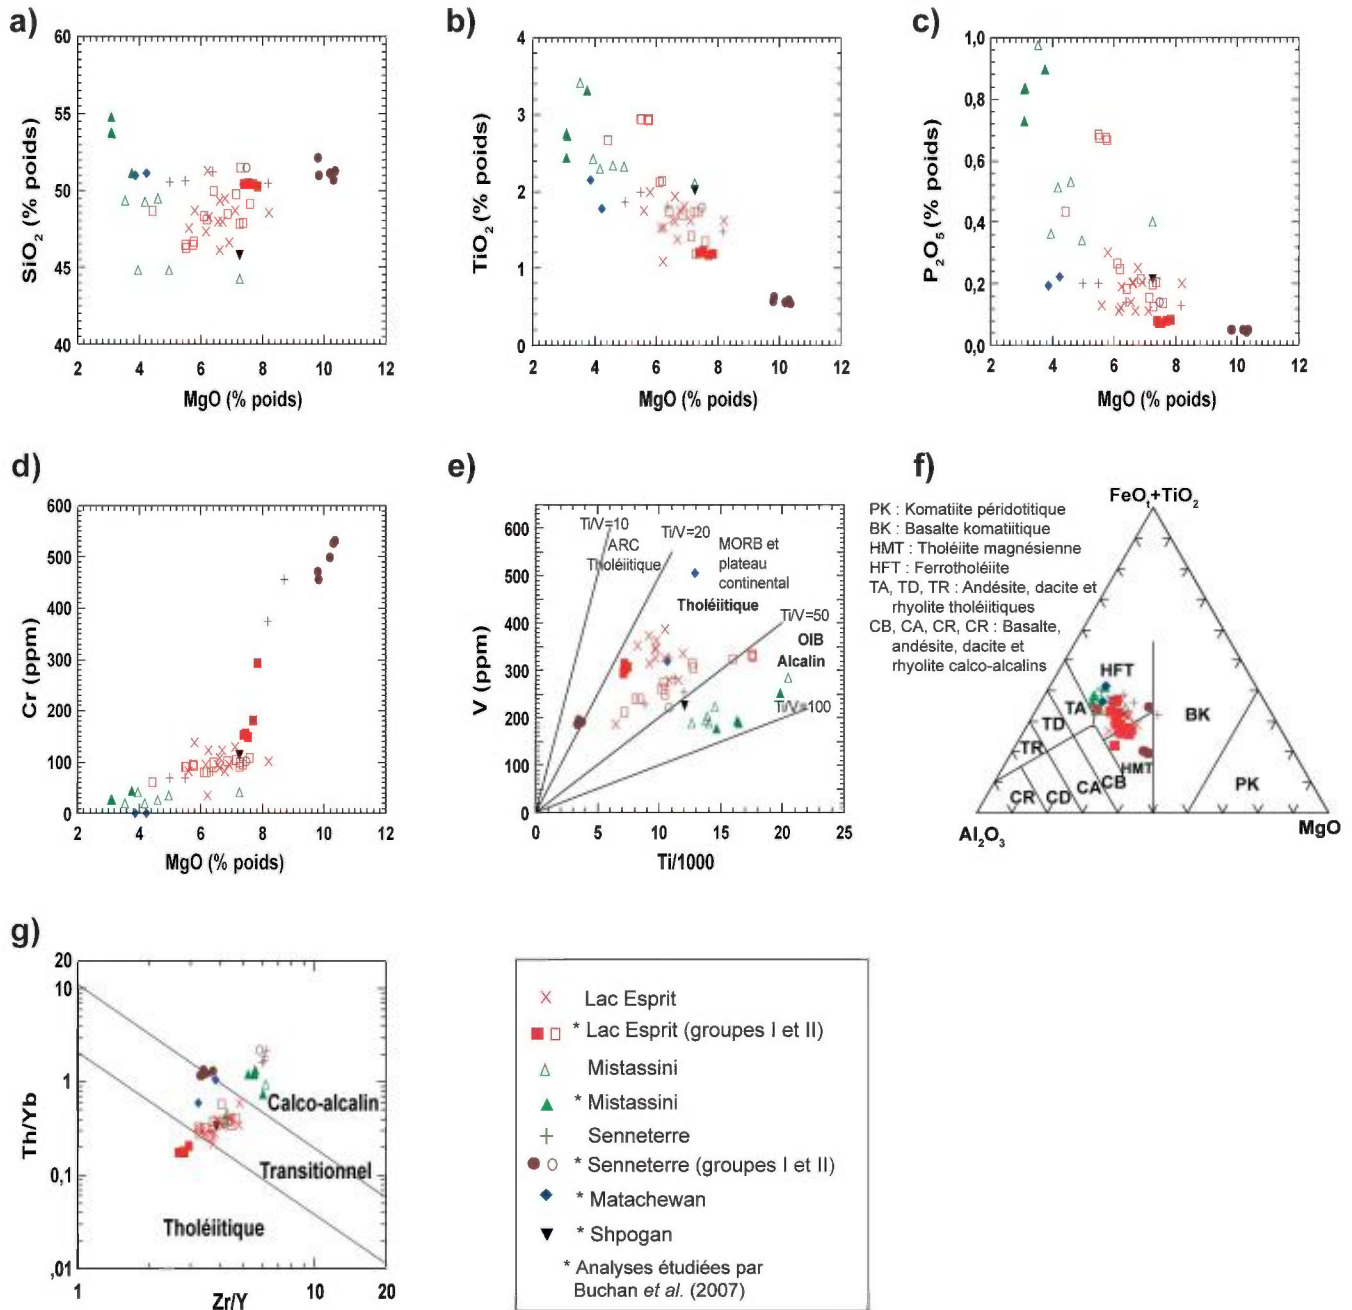 a)
60
55
50
45
40
SiO2 (% poids)
2 4 6 8 10 12
MgO (% poids)
b)
4
3
2
1
0
TiO2 (% poids)
2 4 6 8 10 12
MgO (% poids)
c)
1,0
0,8
0,6
0,4
0,2
0,0
P2O5 (% poids)
2 4 6 8 10 12
MgO (% poids)
d)
600
500
400
300
200
100
0
Cr (ppm)
2 4 6 8 10 12
MgO (% poids)
e)
600
500
400
300
200
100
0
V (ppm)
Ti/V=10
ARC
Tholéiitique
Ti/V=20
MORB et
plateau
continental
Tholéiitique
Ti/V=50
OIB
Alcalin
Ti/V=100
0 5 10 15 20 25
Ti/1000
f)
FeOt+TiO2
PK : Komatiite péridotitique
BK : Basalte komatiitique
HMT : Tholéiite magnésienne
HFT : Ferrotholéiite
TA, TD, TR : Andésite, dacite et
rhyolite tholéiitiques
CB, CA, CR, CR : Basalte,
andésite, dacite et
rhyolite calco-alcalins
HFT
TA
TD
TR
BK
HMT
CB
CA
CD
CR
PK
Al2O3
MgO
g)
20
10
1
0,1
,01
Th/Yb
Calco-alcalin
Transitionnel
Tholéiitique
1 10 20
Zr/Y
Lac Esprit
* Lac Esprit (groupes I et II)
Mistassini
* Mistassini
Senneterre
* Senneterre (groupes I et II)
* Matachewan
* Shpogan
* Analyses étudiées par
Buchan et al. (2007)